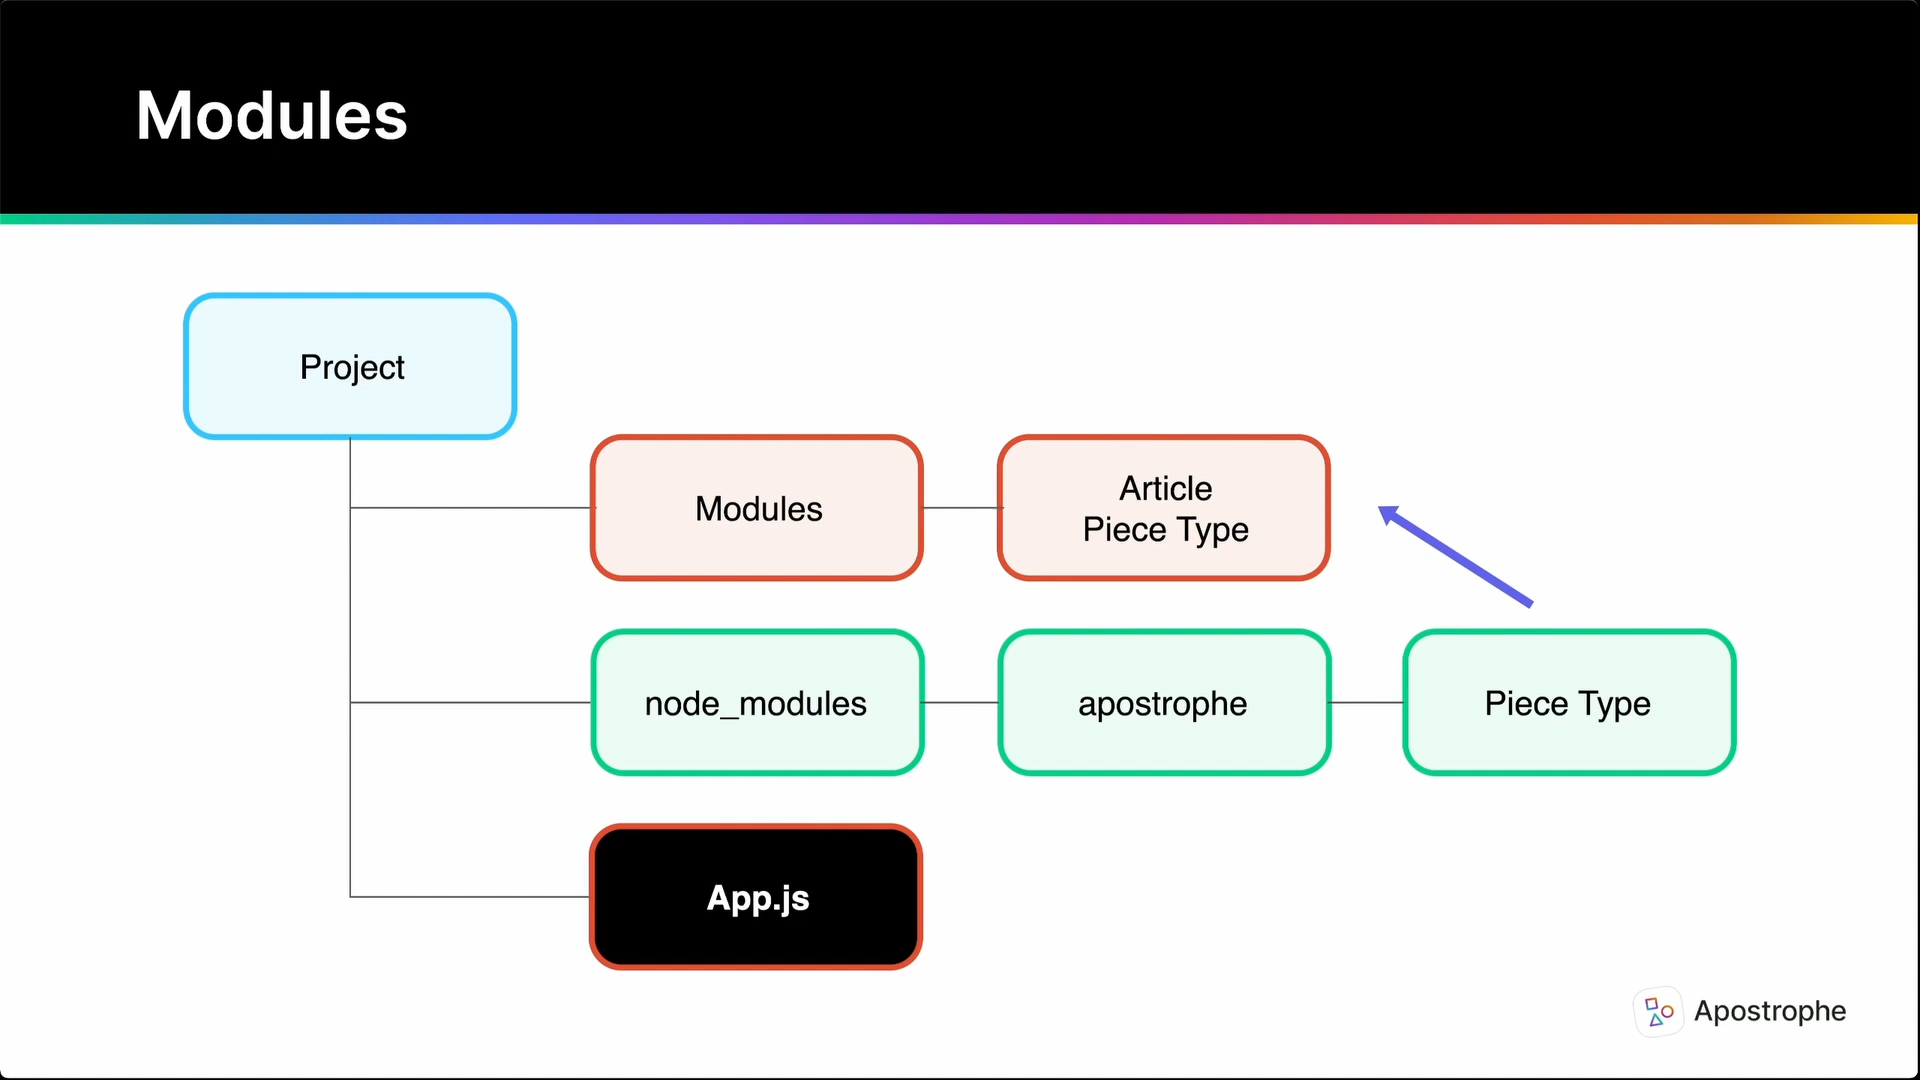 Modules
Project
Modules
Article
Piece Type
node_modules
apostrophe
Piece Type
App.js
Apostrophe